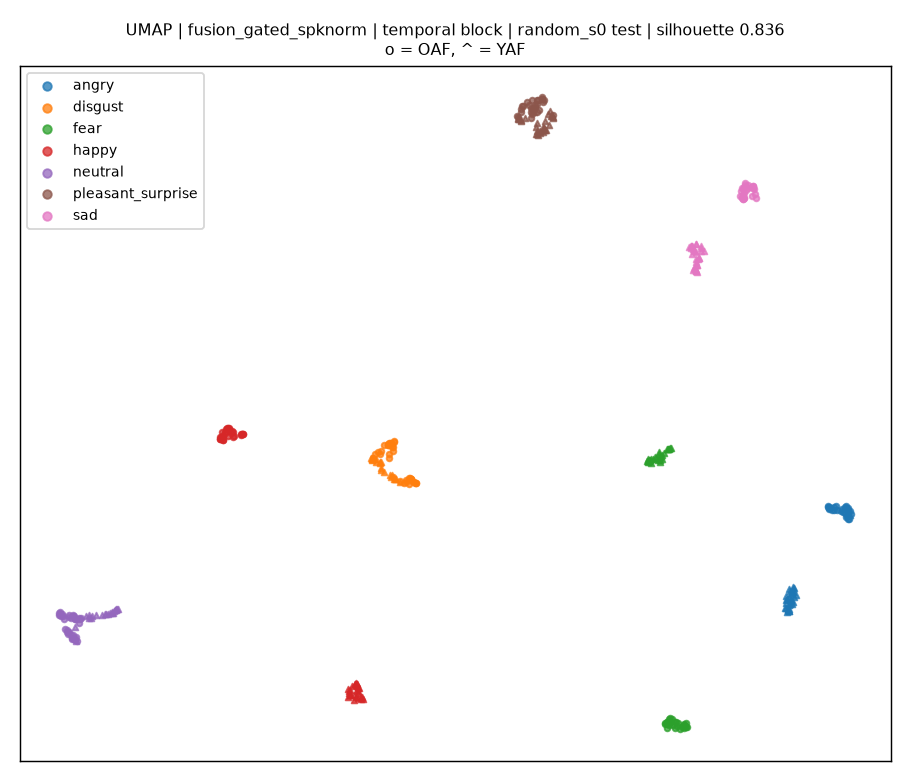 UMAP | fusion_gated_spknorm | temporal block | random_s0 test | silhouette 0.836
o = OAF, ^ = YAF
angry
disgust
fear
happy
neutral
pleasant_surprise
sad